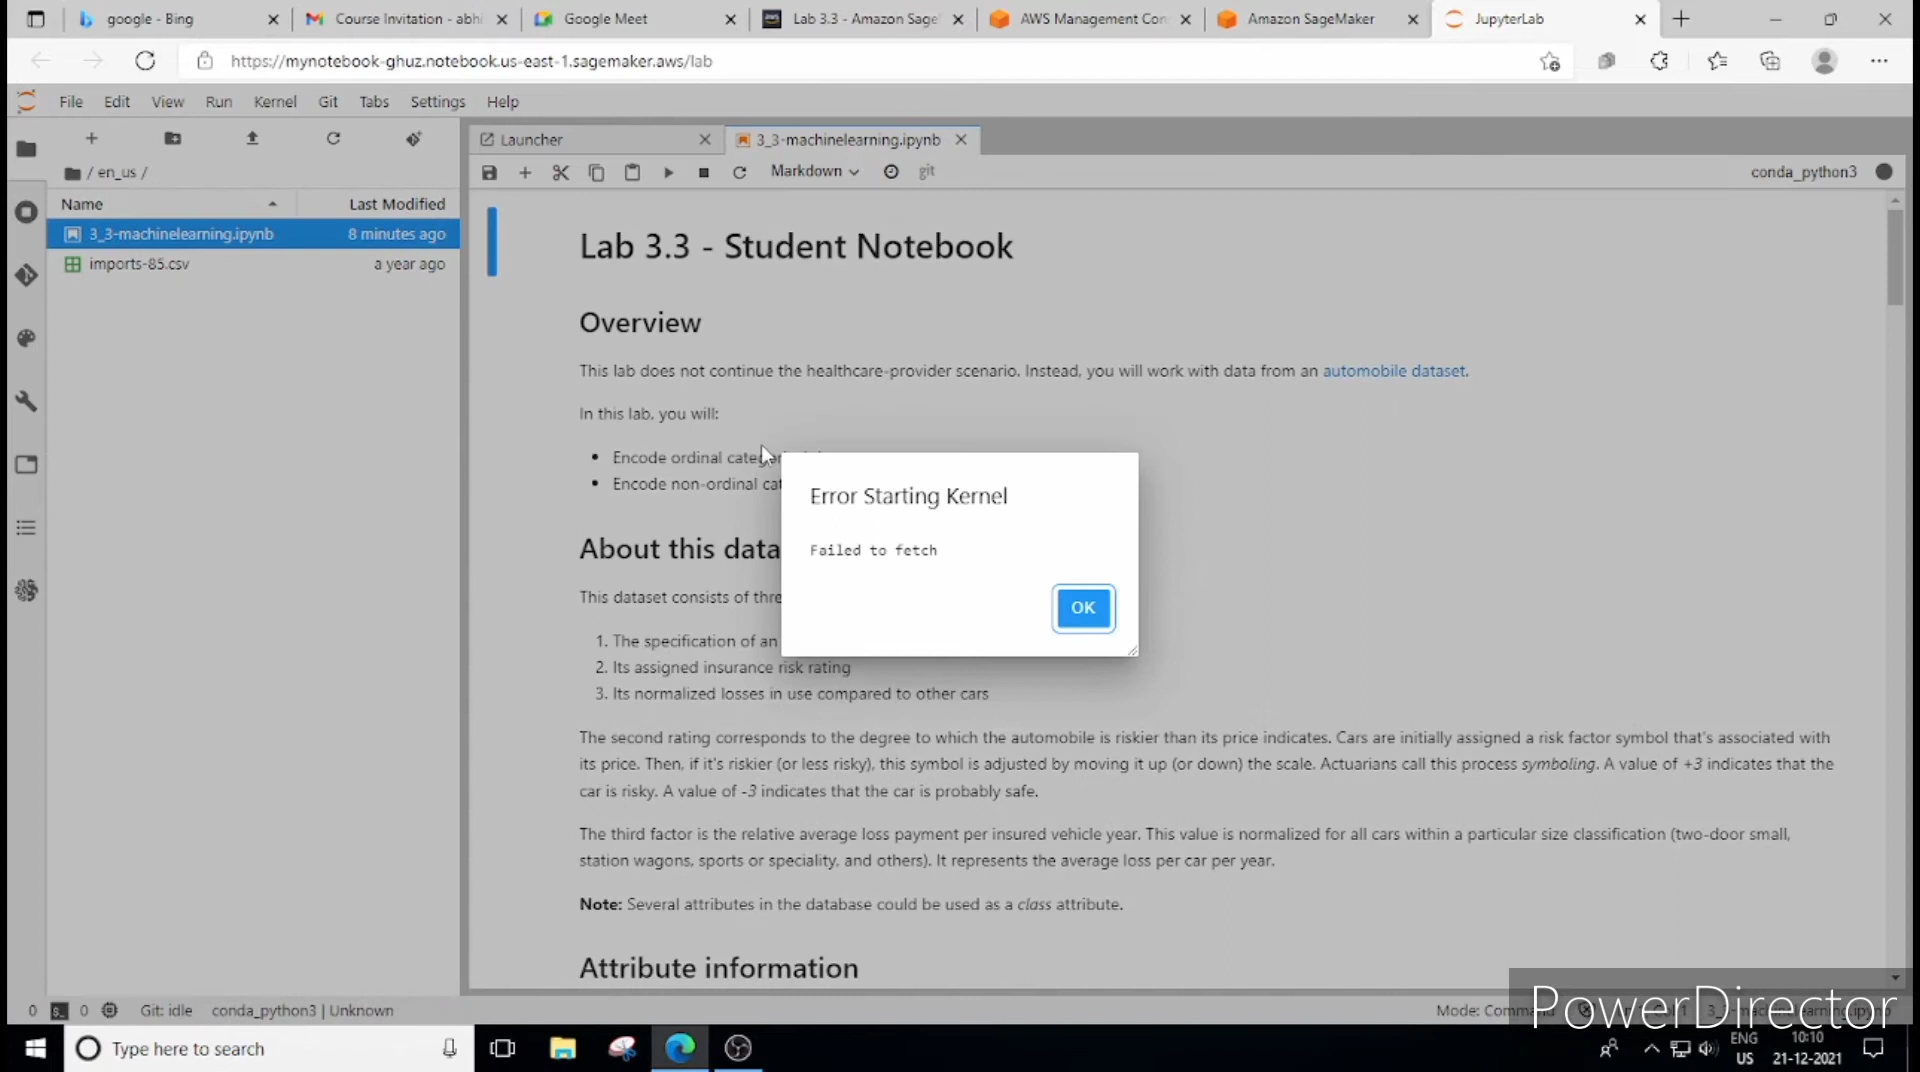 google - Bing
Course Invitation - abhi
Google Meet
Lab 3.3 - Amazon Sage
AWS Management Con
Amazon SageMaker
JupyterLab
https://mynotebook-ghuz.notebook.us-east-1.sagemaker.aws/lab
File Edit View Run Kernel Git Tabs Settings Help
Launcher
3_3-machinelearning.ipynb
/ en_us /
Markdown
git
conda_python3
Name Last Modified
3_3-machinelearning.ipynb 8 minutes ago
imports-85.csv a year ago
Lab 3.3 - Student Notebook
Overview
This lab does not continue the healthcare-provider scenario. Instead, you will work with data from an automobile dataset.
In this lab, you will:
• Encode ordinal
• Encode non-ordinal cat
Error Starting Kernel
Failed to fetch
OK
About this data
This dataset consists of thre
1. The specification of an
2. Its assigned insurance risk rating
3. Its normalized losses in use compared to other cars
The second rating corresponds to the degree to which the automobile is riskier than its price indicates. Cars are initially assigned a risk factor symbol that's associated with
its price. Then, if it's riskier (or less risky), this symbol is adjusted by moving it up (or down) the scale. Actuarians call this process symboling. A value of +3 indicates that the
car is risky. A value of -3 indicates that the car is probably safe.
The third factor is the relative average loss payment per insured vehicle year. This value is normalized for all cars within a particular size classification (two-door small,
station wagons, sports or speciality, and others). It represents the average loss per car per year.
Note: Several attributes in the database could be used as a class attribute.
Attribute information
0 0 Git: idle conda_python3 | Unknown
Mode: Comma
PowerDirector
Type here to search
ENG
US
10:10
21-12-2021